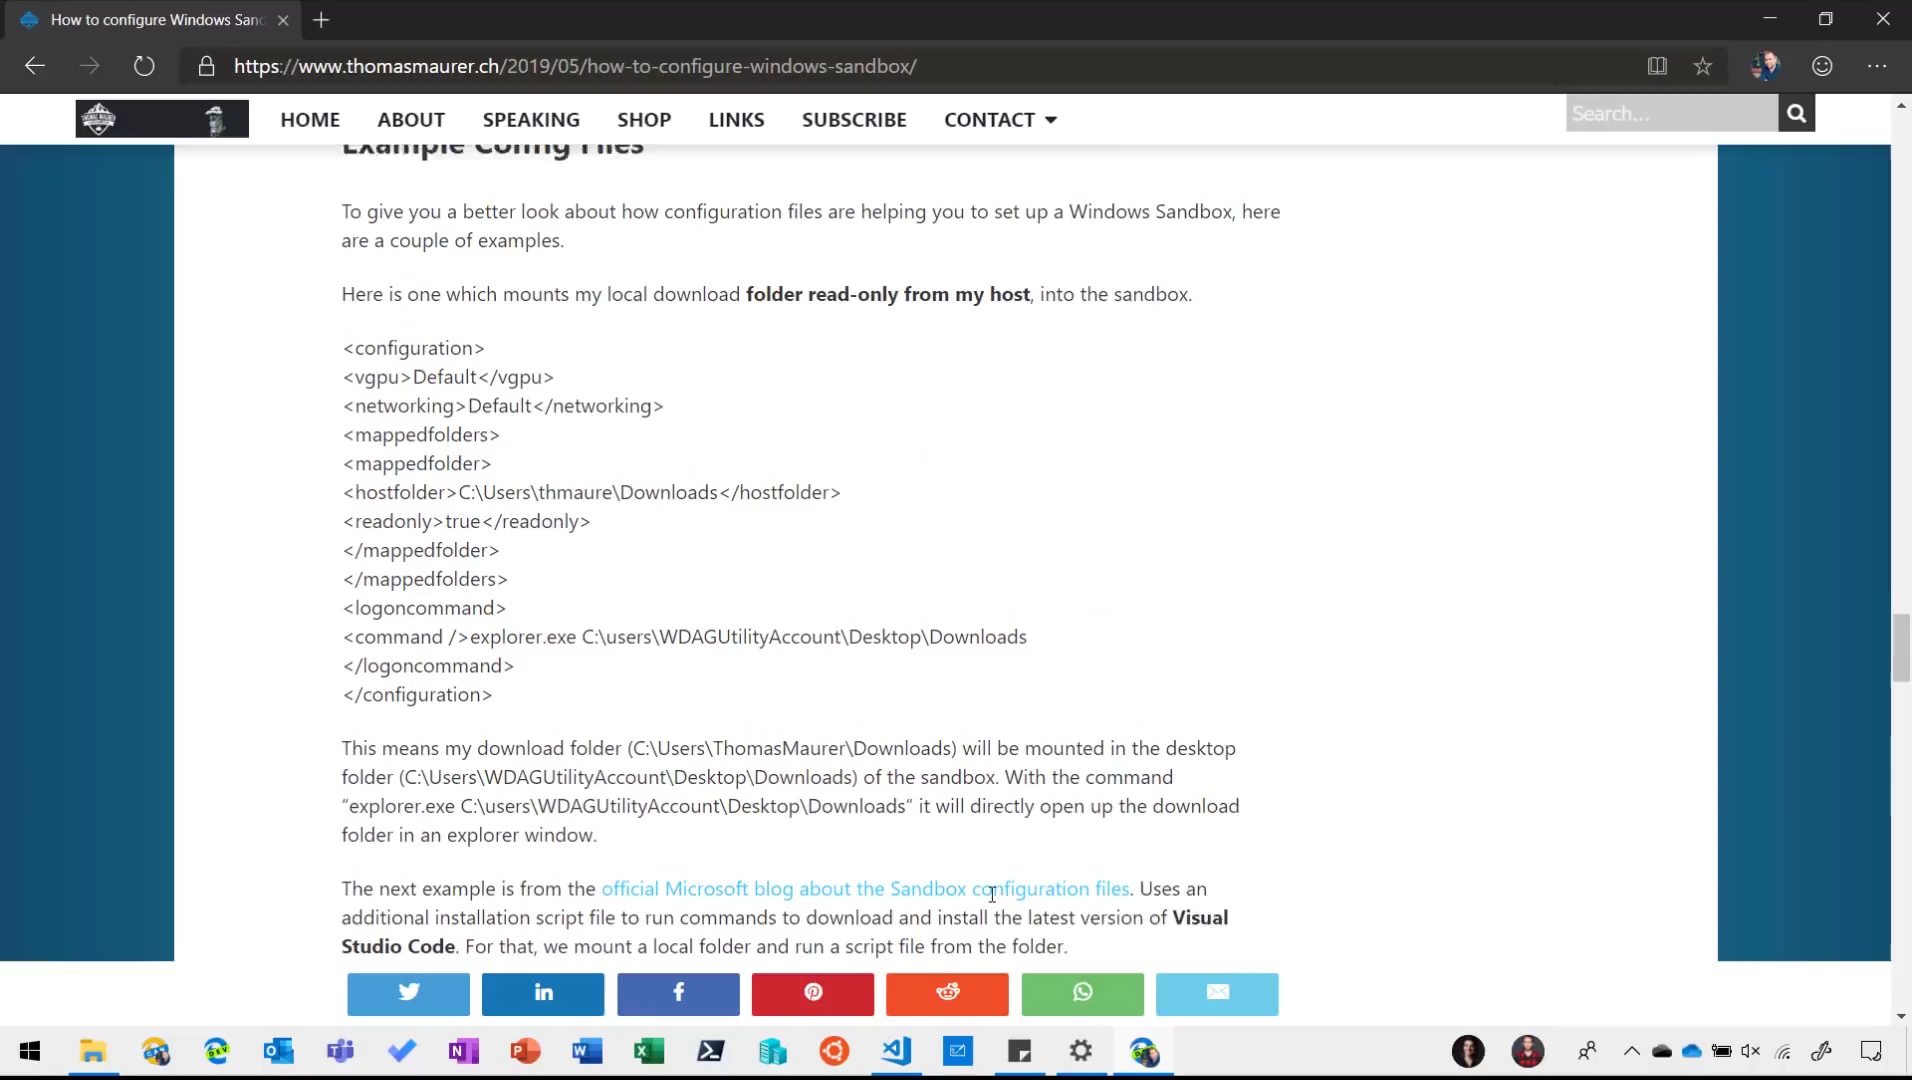 How to configure Windows Sand
https://www.thomasmaurer.ch/2019/05/how-to-configure-windows-sandbox/
HOME ABOUT SPEAKING SHOP LINKS SUBSCRIBE CONTACT
Search...
Example Config Files
To give you a better look about how configuration files are helping you to set up a Windows Sandbox, here
are a couple of examples.
Here is one which mounts my local download folder read-only from my host, into the sandbox.
<configuration>
<vgpu>Default</vgpu>
<networking>Default</networking>
<mappedfolders>
<mappedfolder>
<hostfolder>C:\Users\thmaure\Downloads</hostfolder>
<readonly>true</readonly>
</mappedfolder>
</mappedfolders>
<logoncommand>
<command />explorer.exe C:\users\WDAGUtilityAccount\Desktop\Downloads
</logoncommand>
</configuration>
This means my download folder (C:\Users\ThomasMaurer\Downloads) will be mounted in the desktop
folder (C:\Users\WDAGUtilityAccount\Desktop\Downloads) of the sandbox. With the command
“explorer.exe C:\users\WDAGUtilityAccount\Desktop\Downloads“ it will directly open up the download
folder in an explorer window.
The next example is from the official Microsoft blog about the Sandbox configuration files. Uses an
additional installation script file to run commands to download and install the latest version of Visual
Studio Code. For that, we mount a local folder and run a script file from the folder.